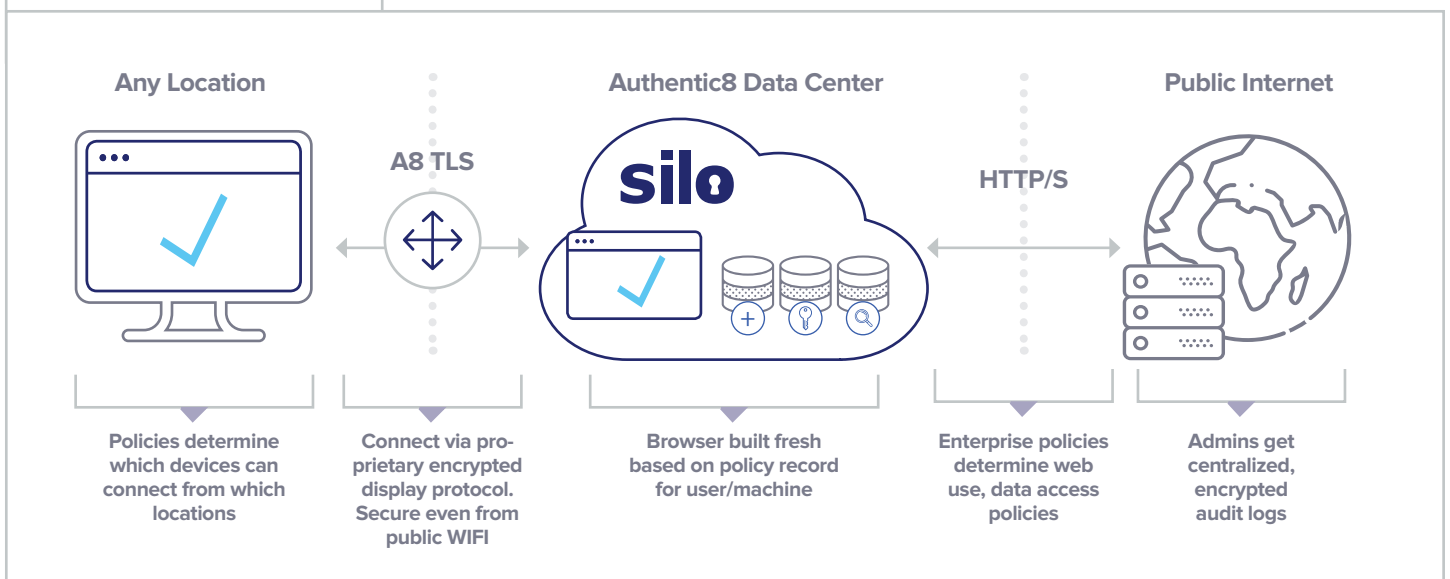 Any Location
Authentic8 Data Center
Public Internet
A8 TLS
silo
HTTP/S
Policies determine
which devices can
connect from which
locations
Connect via pro-
prietary encrypted
display protocol.
Secure even from
public WIFI
Browser built fresh
based on policy record
for user/machine
Enterprise policies
determine web
use, data access
policies
Admins get
centralized,
encrypted
audit logs